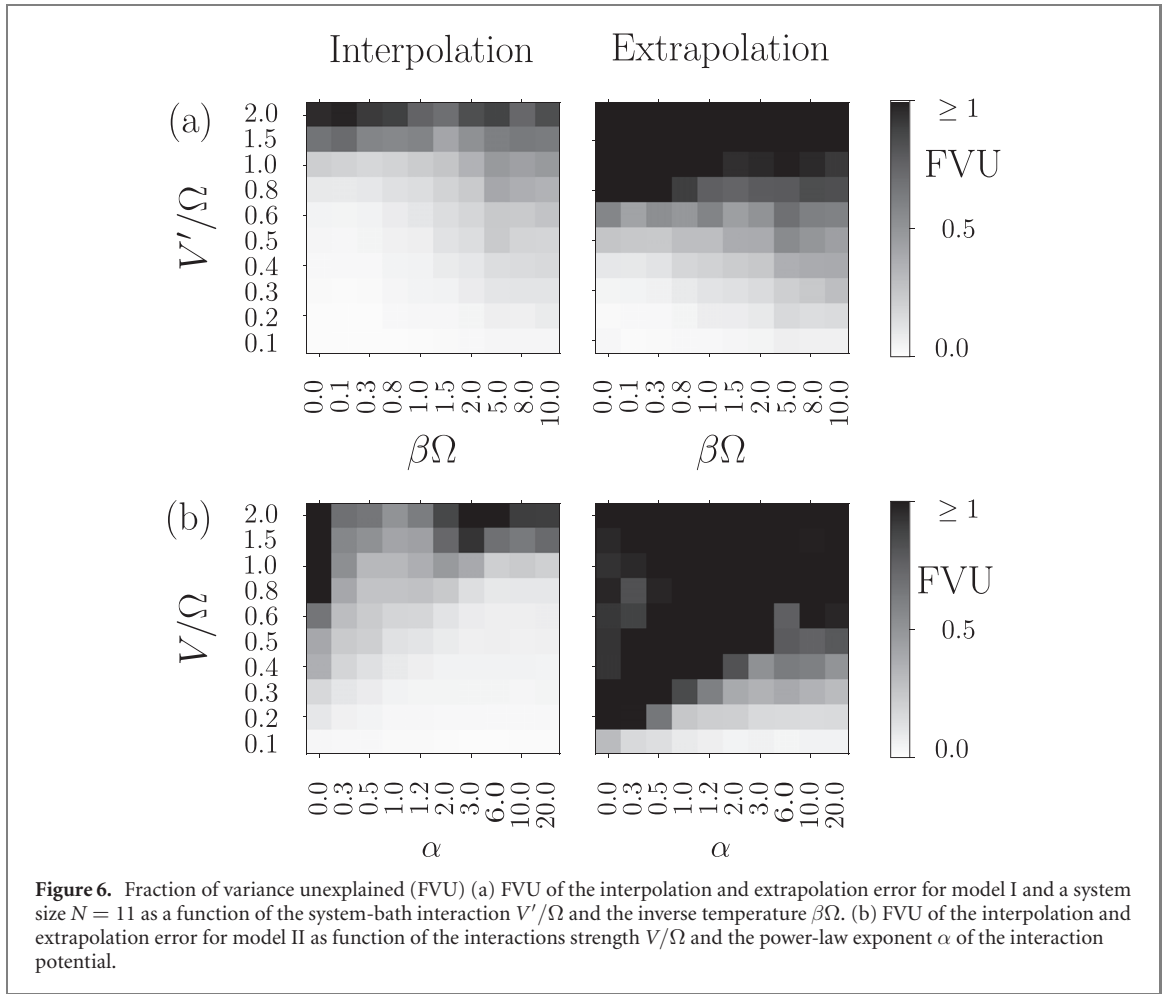 Interpolation Extrapolation
(a)
2.0
1.5
1.0
0.8
0.6
0.5
0.4
0.3
0.2
0.1
V′/Ω
0.0 0.1 0.3 0.8 1.0 1.5 2.0 5.0 8.0 10.0
βΩ
0.0 0.1 0.3 0.8 1.0 1.5 2.0 5.0 8.0 10.0
βΩ
≥ 1
FVU
0.5
0.0
(b)
2.0
1.5
1.0
0.8
0.6
0.5
0.4
0.3
0.2
0.1
V/Ω
0.0 0.3 0.5 1.0 1.2 2.0 3.0 6.0 10.0 20.0
α
0.0 0.3 0.5 1.0 1.2 2.0 3.0 6.0 10.0 20.0
α
≥ 1
FVU
0.5
0.0
Figure 6. Fraction of variance unexplained (FVU) (a) FVU of the interpolation and extrapolation error for model I and a system
size N = 11 as a function of the system-bath interaction V′/Ω and the inverse temperature βΩ. (b) FVU of the interpolation and
extrapolation error for model II as function of the interactions strength V/Ω and the power-law exponent α of the interaction
potential.